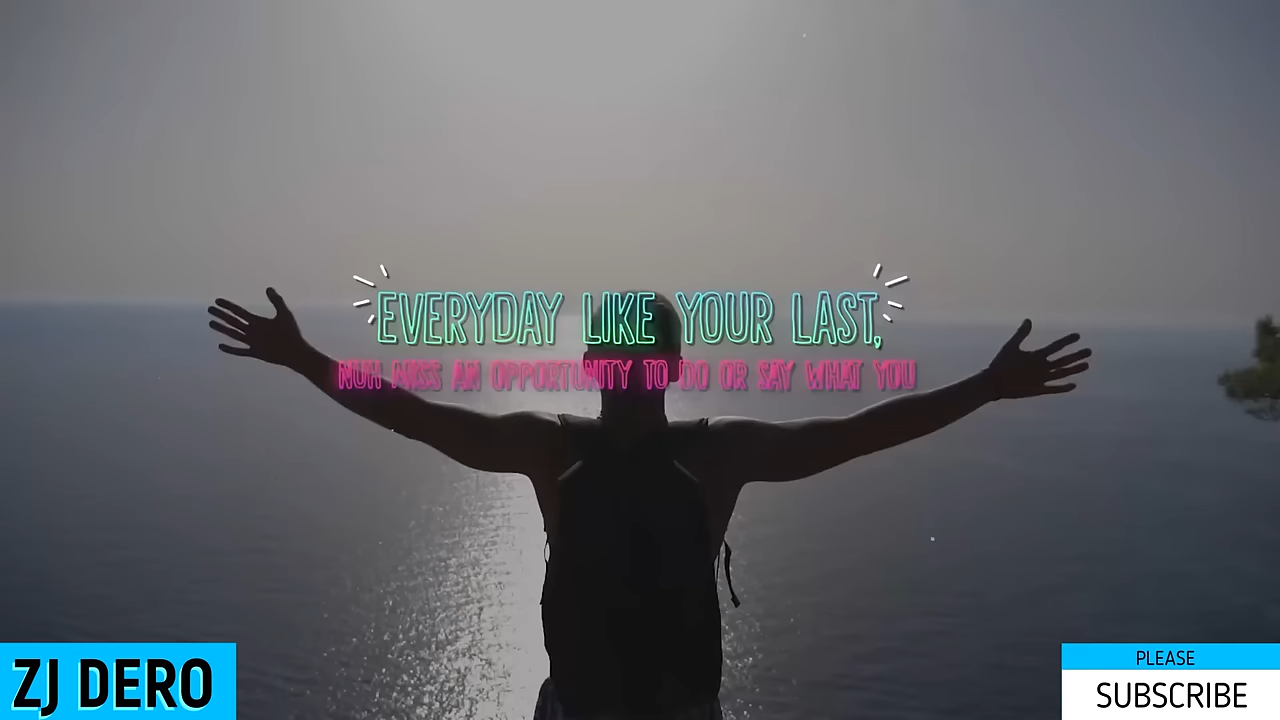 EVERYDAY LIKE YOUR LAST,
NUH MISS AN OPPORTUNITY TO DO OR SAY WHAT YOU
ZJ DERO
PLEASE
SUBSCRIBE